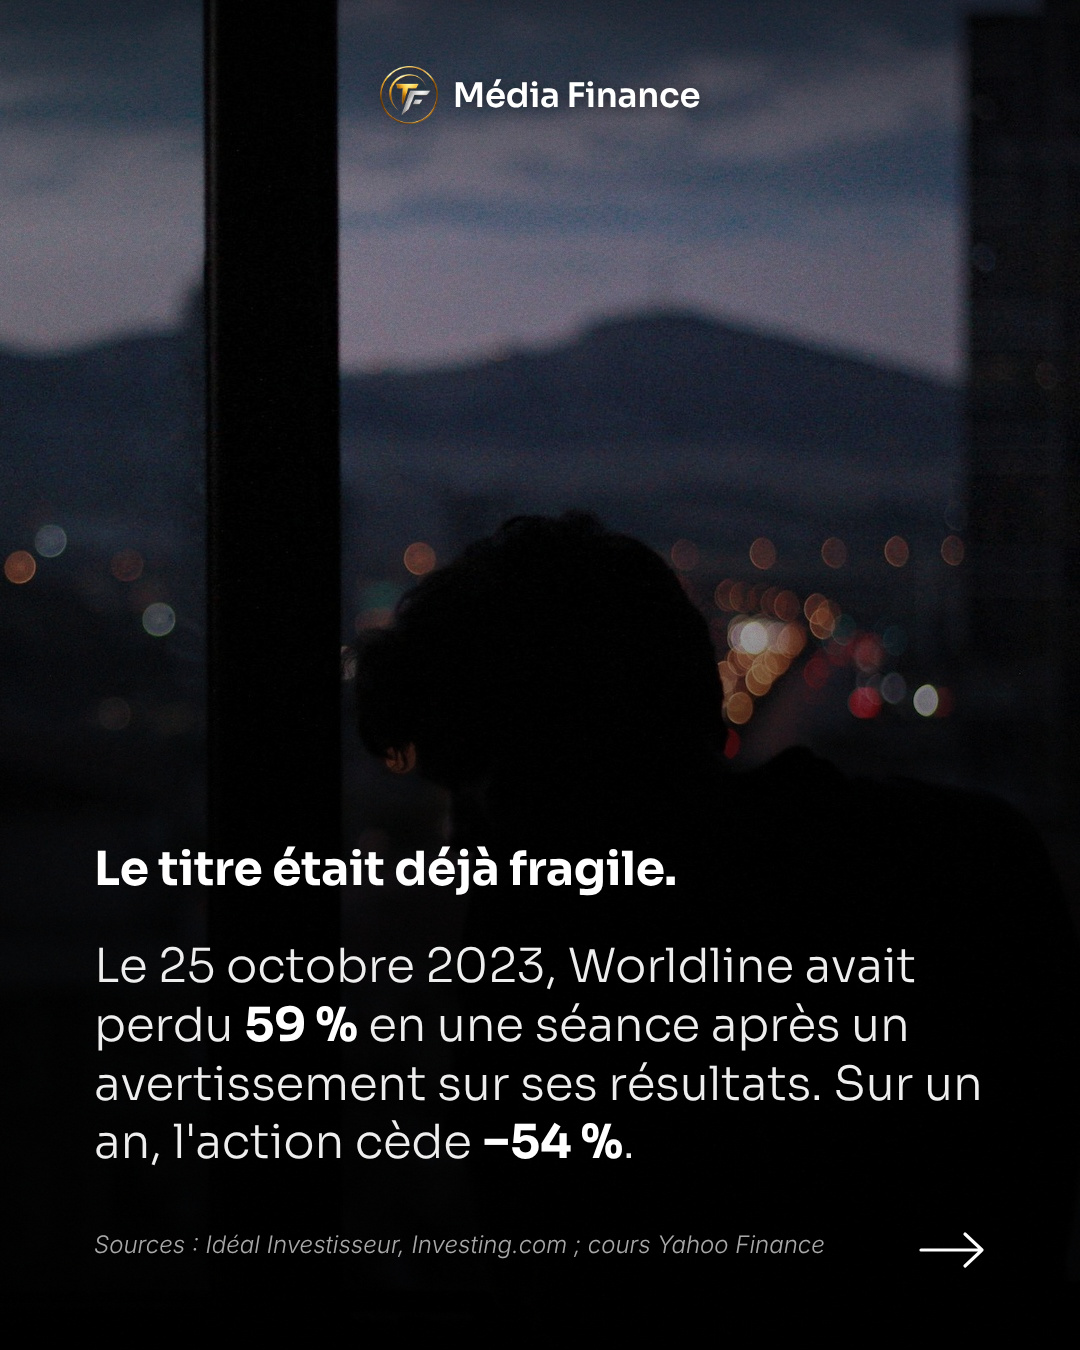 TF Média Finance
Le titre était déjà fragile.
Le 25 octobre 2023, Worldline avait
perdu 59 % en une séance après un
avertissement sur ses résultats. Sur un
an, l'action cède –54 %.
Sources : Idéal Investisseur, Investing.com ; cours Yahoo Finance